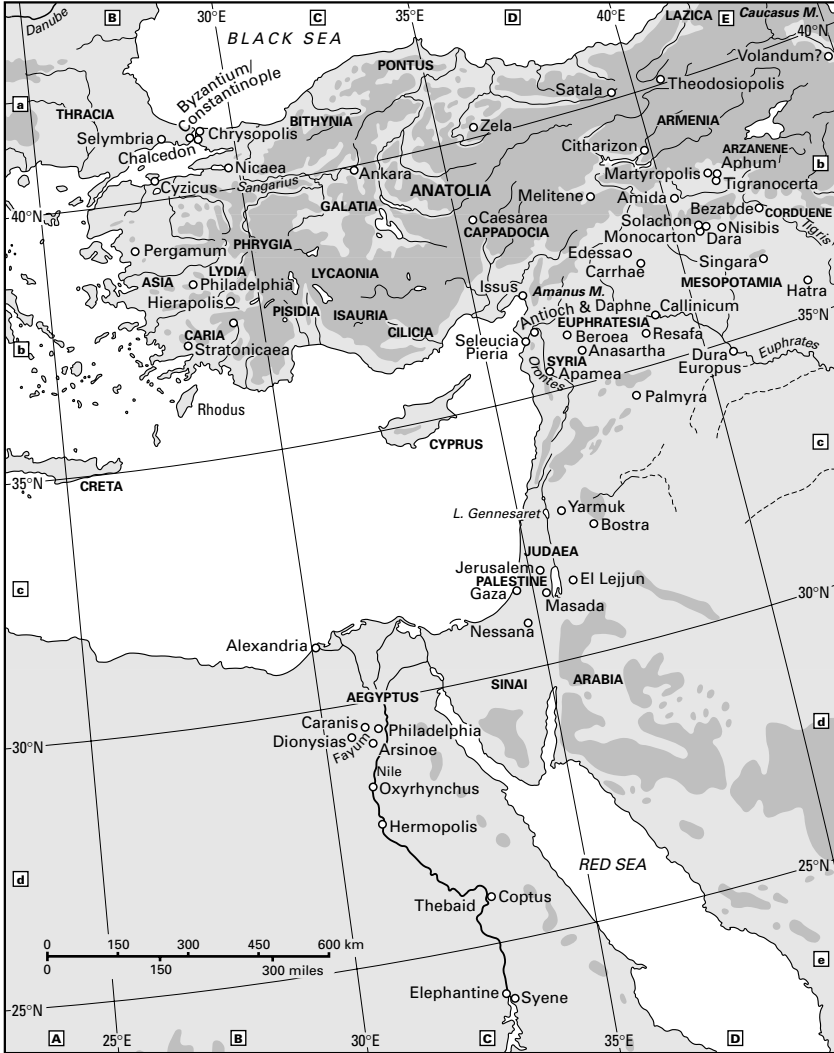 B
30°E
C
35°E
D
40°E
LAZICA
E
Caucasus M.
40°N
Danube
BLACK SEA
Volandum?
PONTUS
Byzantium/
Constantinople
Satala
Theodosiopolis
a
THRACIA
BITHYNIA
Zela
ARMENIA
Selymbria
Chrysopolis
Chalcedon
Citharizon
ARZANENE
b
Nicaea
Ankara
Martyropolis
Aphum
Cyzicus
Sangarius
ANATOLIA
Tigranocerta
40°N
GALATIA
Melitene
Amida
Bezabde
CORDUENE
Caesarea
Solachon
Nisibis
Tigris
PHRYGIA
CAPPADOCIA
Monocarton
Dara
Pergamum
Edessa
Singara
Carrhae
LYDIA
LYCAONIA
MESOPOTAMIA
ASIA
Philadelphia
Issus
Amanus M.
Hatra
Hierapolis
PISIDIA
ISAURIA
Antioch & Daphne
Callinicum
35°N
CILICIA
EUPHRATESIA
CARIA
Seleucia
Pieria
Beroea
Resafa
Euphrates
b
Stratonicaea
Anasartha
Dura
Europus
SYRIA
Orontes
Apamea
Rhodus
Palmyra
CYPRUS
c
CRETA
35°N
L. Gennesaret
Yarmuk
Bostra
JUDAEA
Jerusalem
PALESTINE
El Lejjun
30°N
c
Gaza
Masada
Nessana
Alexandria
SINAI
ARABIA
AEGYPTUS
d
Caranis
Philadelphia
30°N
Dionysias
Fayum
Arsinoe
Nile
Oxyrhynchus
Hermopolis
RED SEA
25°N
d
Thebaid
Coptus
0
150
300
450
600 km
0
150
300 miles
e
Elephantine
Syene
25°N
A
25°E
B
30°E
C
35°E
D